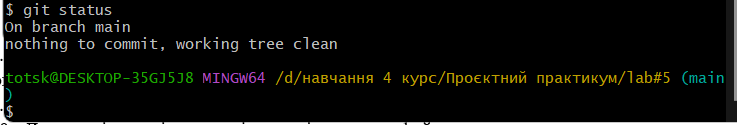 $ git status
On branch main
nothing to commit, working tree clean
totsk@DESKTOP-35GJ5J8 MINGW64 /d/навчання 4 курс/Проєктний практикум/lab#5 (main
)
$